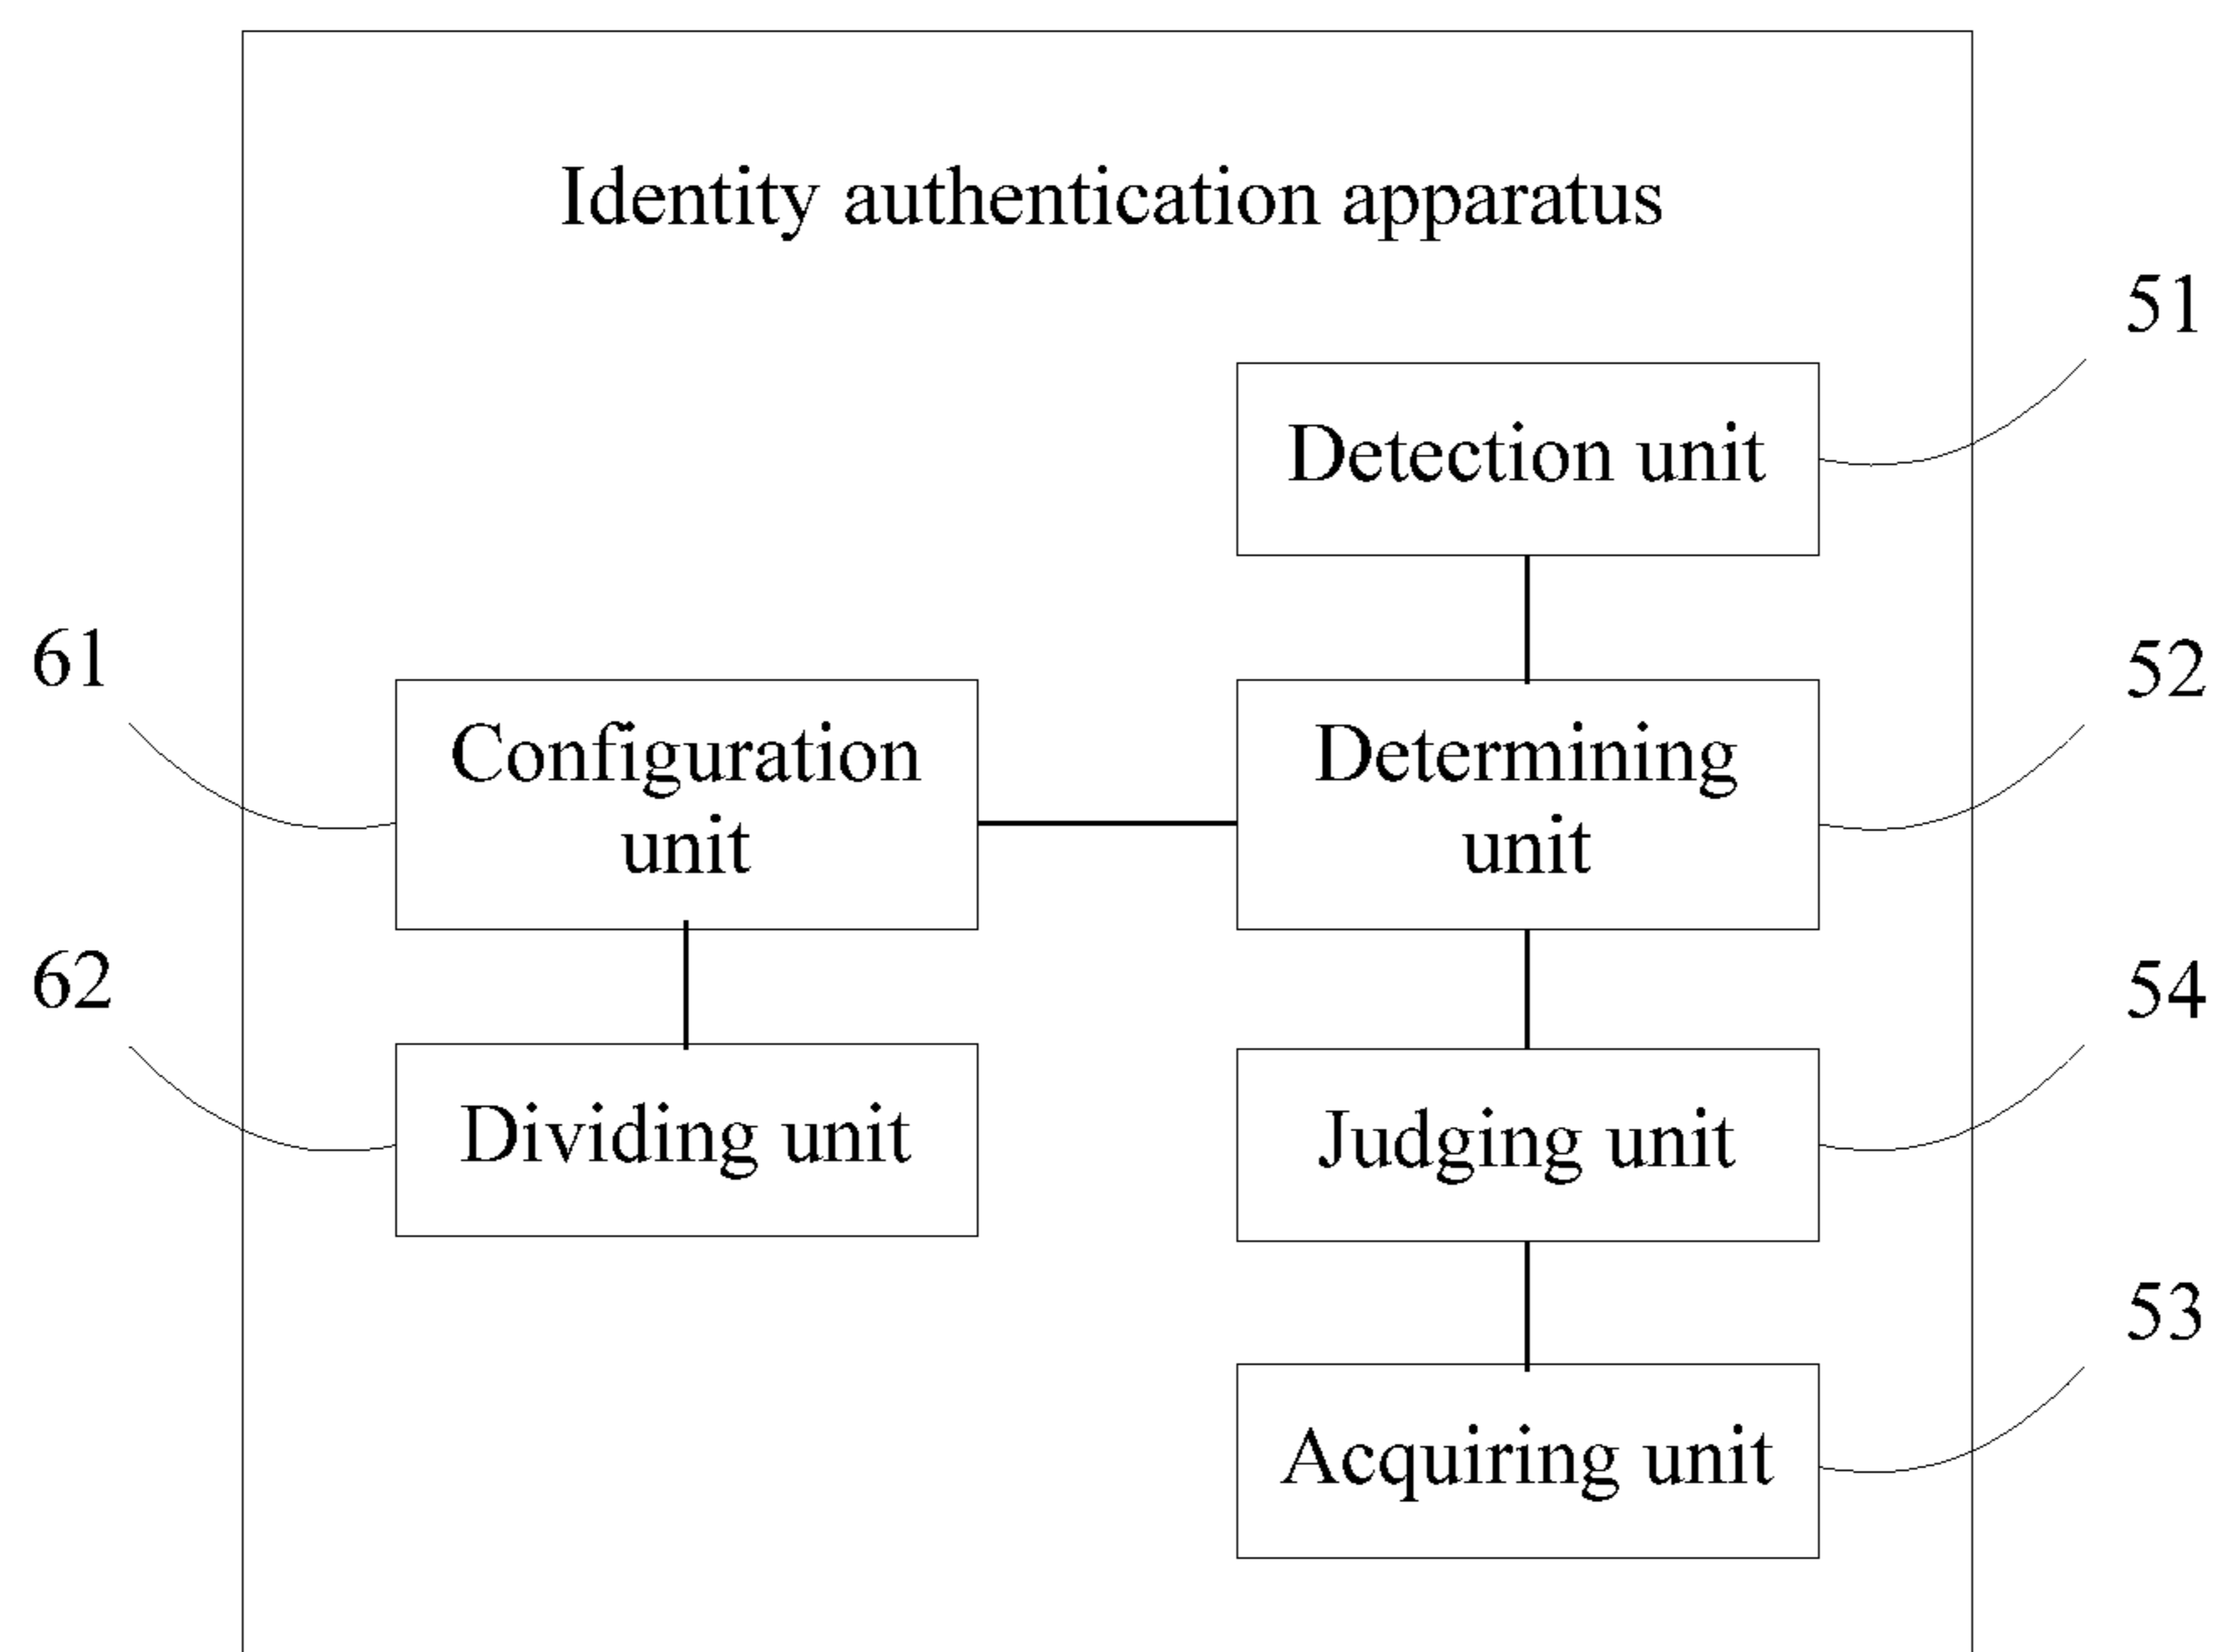 Identity authentication apparatus
51
Detection unit
61
52
Configuration
unit
Determining
unit
62
54
Dividing unit
Judging unit
53
Acquiring unit